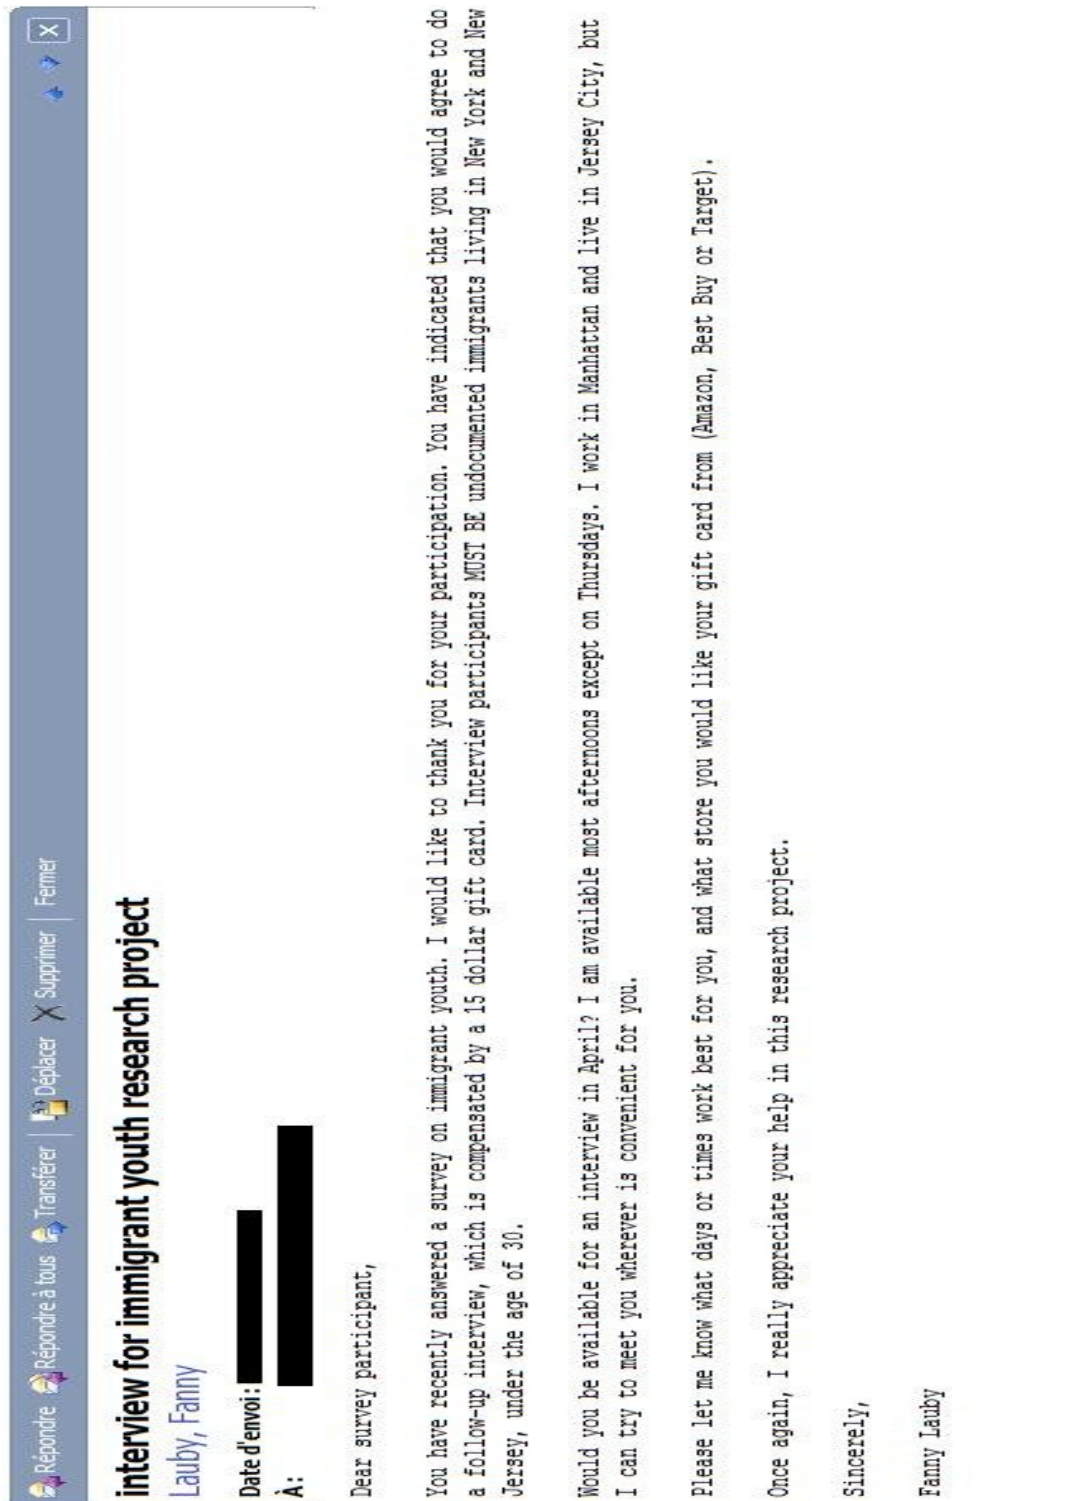 Répondre Répondre à tous Transférer Déplacer Supprimer Fermer X
interview for immigrant youth research project
Lauby, Fanny
Date d'envoi :
À :
Dear survey participant,
You have recently answered a survey on immigrant youth. I would like to thank you for your participation. You have indicated that you would agree to do
a follow-up interview, which is compensated by a 15 dollar gift card. Interview participants MUST BE undocumented immigrants living in New York and New
Jersey, under the age of 30.
Would you be available for an interview in April? I am available most afternoons except on Thursdays. I work in Manhattan and live in Jersey City, but
I can try to meet you wherever is convenient for you.
Please let me know what days or times work best for you, and what store you would like your gift card from (Amazon, Best Buy or Target).
Once again, I really appreciate your help in this research project.
Sincerely,
Fanny Lauby